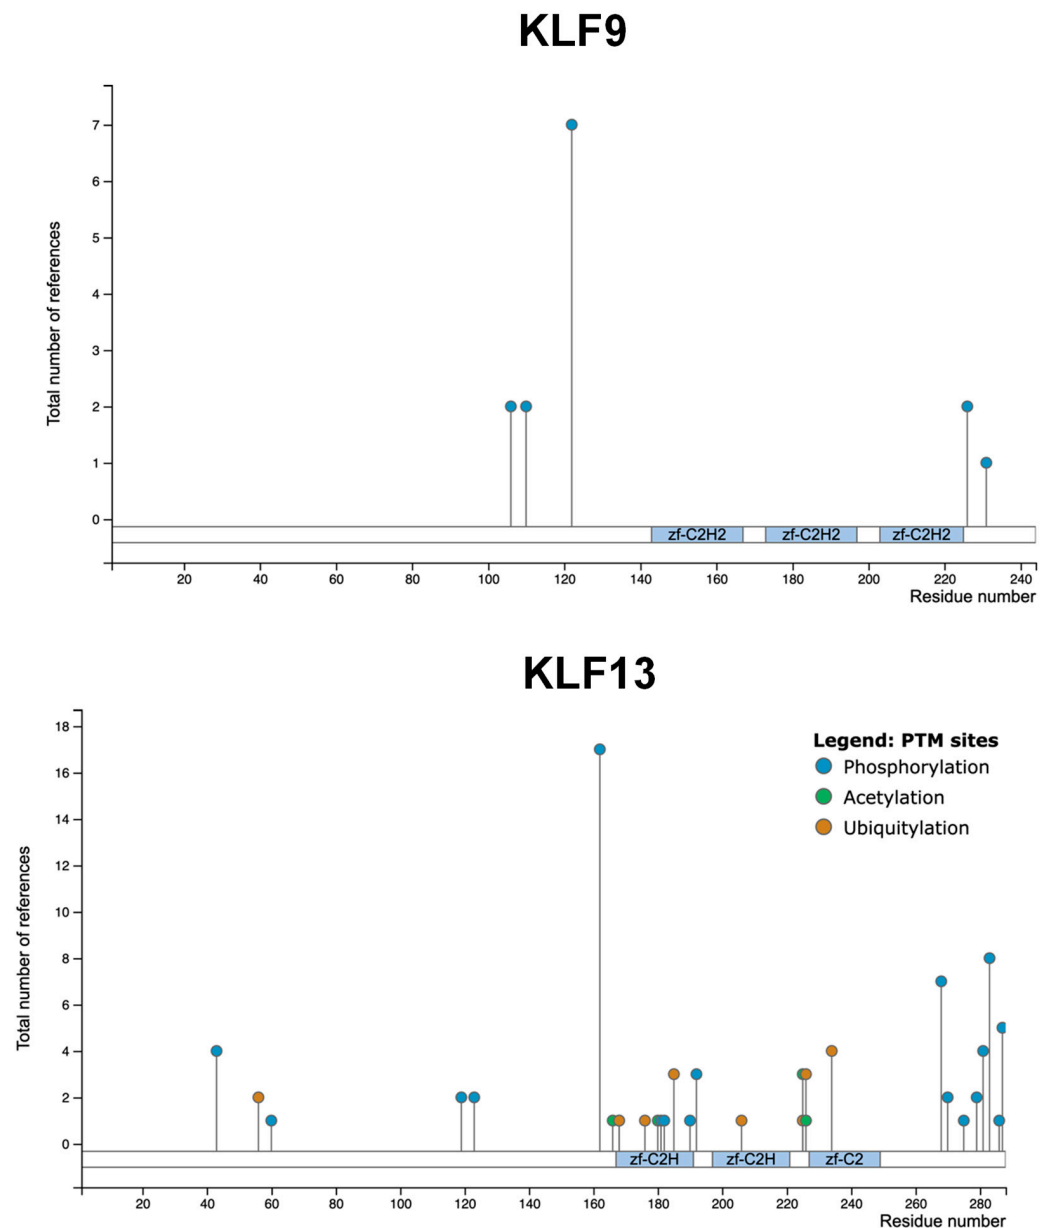 KLF9
Total number of references
7
6
5
4
3
2
1
0
zf-C2H2 zf-C2H2 zf-C2H2
20 40 60 80 100 120 140 160 180 200 220 240
Residue number
KLF13
Total number of references
18
16
14
12
10
8
6
4
2
0
Legend: PTM sites
Phosphorylation
Acetylation
Ubiquitylation
zf-C2H zf-C2H zf-C2
20 40 60 80 100 120 140 160 180 200 220 240 260 280
Residue number